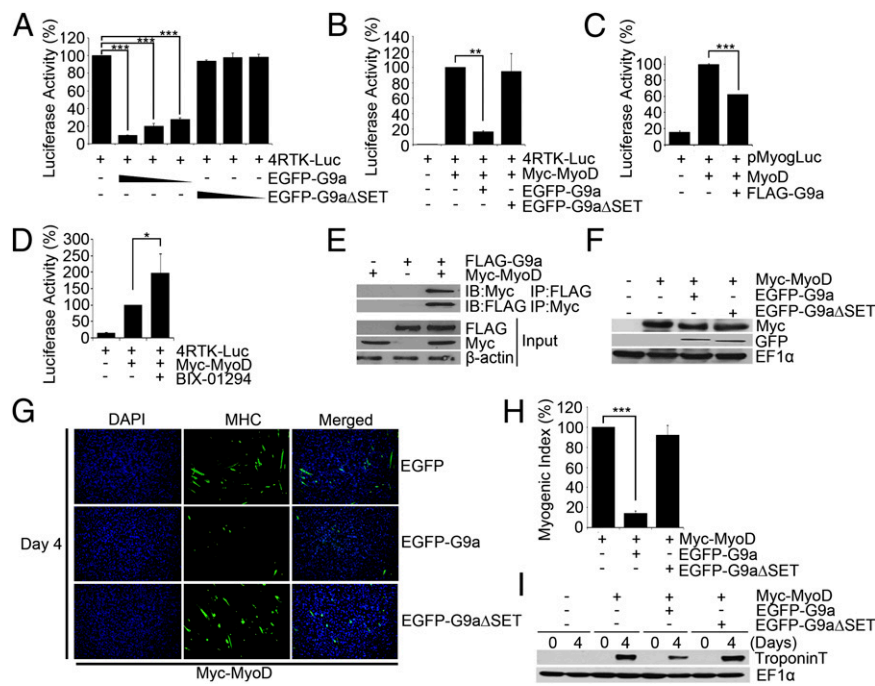 A
Luciferase Activity (%)
120
100
80
60
40
20
0
***
***
***
+ + + + + + + 4RTK-Luc
EGFP-G9a
EGFP-G9aΔSET
B
Luciferase Activity (%)
140
120
100
80
60
40
20
0
**
+ + + + 4RTK-Luc
- + + + Myc-MyoD
- - + - EGFP-G9a
- - - + EGFP-G9aΔSET
C
Luciferase Activity (%)
120
100
80
60
40
20
0
***
+ + + pMyogLuc
- + + MyoD
- - + FLAG-G9a
D
Luciferase Activity (%)
300
250
200
150
100
50
0
*
+ + + 4RTK-Luc
- + + Myc-MyoD
- - + BIX-01294
E
- + + FLAG-G9a
+ - + Myc-MyoD
IB:Myc IP:FLAG
IB:FLAG IP:Myc
FLAG
Myc
β-actin
Input
F
- + + + Myc-MyoD
- - + - EGFP-G9a
- - - + EGFP-G9aΔSET
Myc
GFP
EF1α
G
DAPI MHC Merged
EGFP
Day 4
EGFP-G9a
EGFP-G9aΔSET
Myc-MyoD
H
Myogenic Index (%)
120
100
80
60
40
20
0
***
+ + + Myc-MyoD
- + - EGFP-G9a
- - + EGFP-G9aΔSET
I
- + + + Myc-MyoD
- - + - EGFP-G9a
- - - + EGFP-G9aΔSET
0 4 0 4 0 4 0 4 (Days)
TroponinT
EF1α